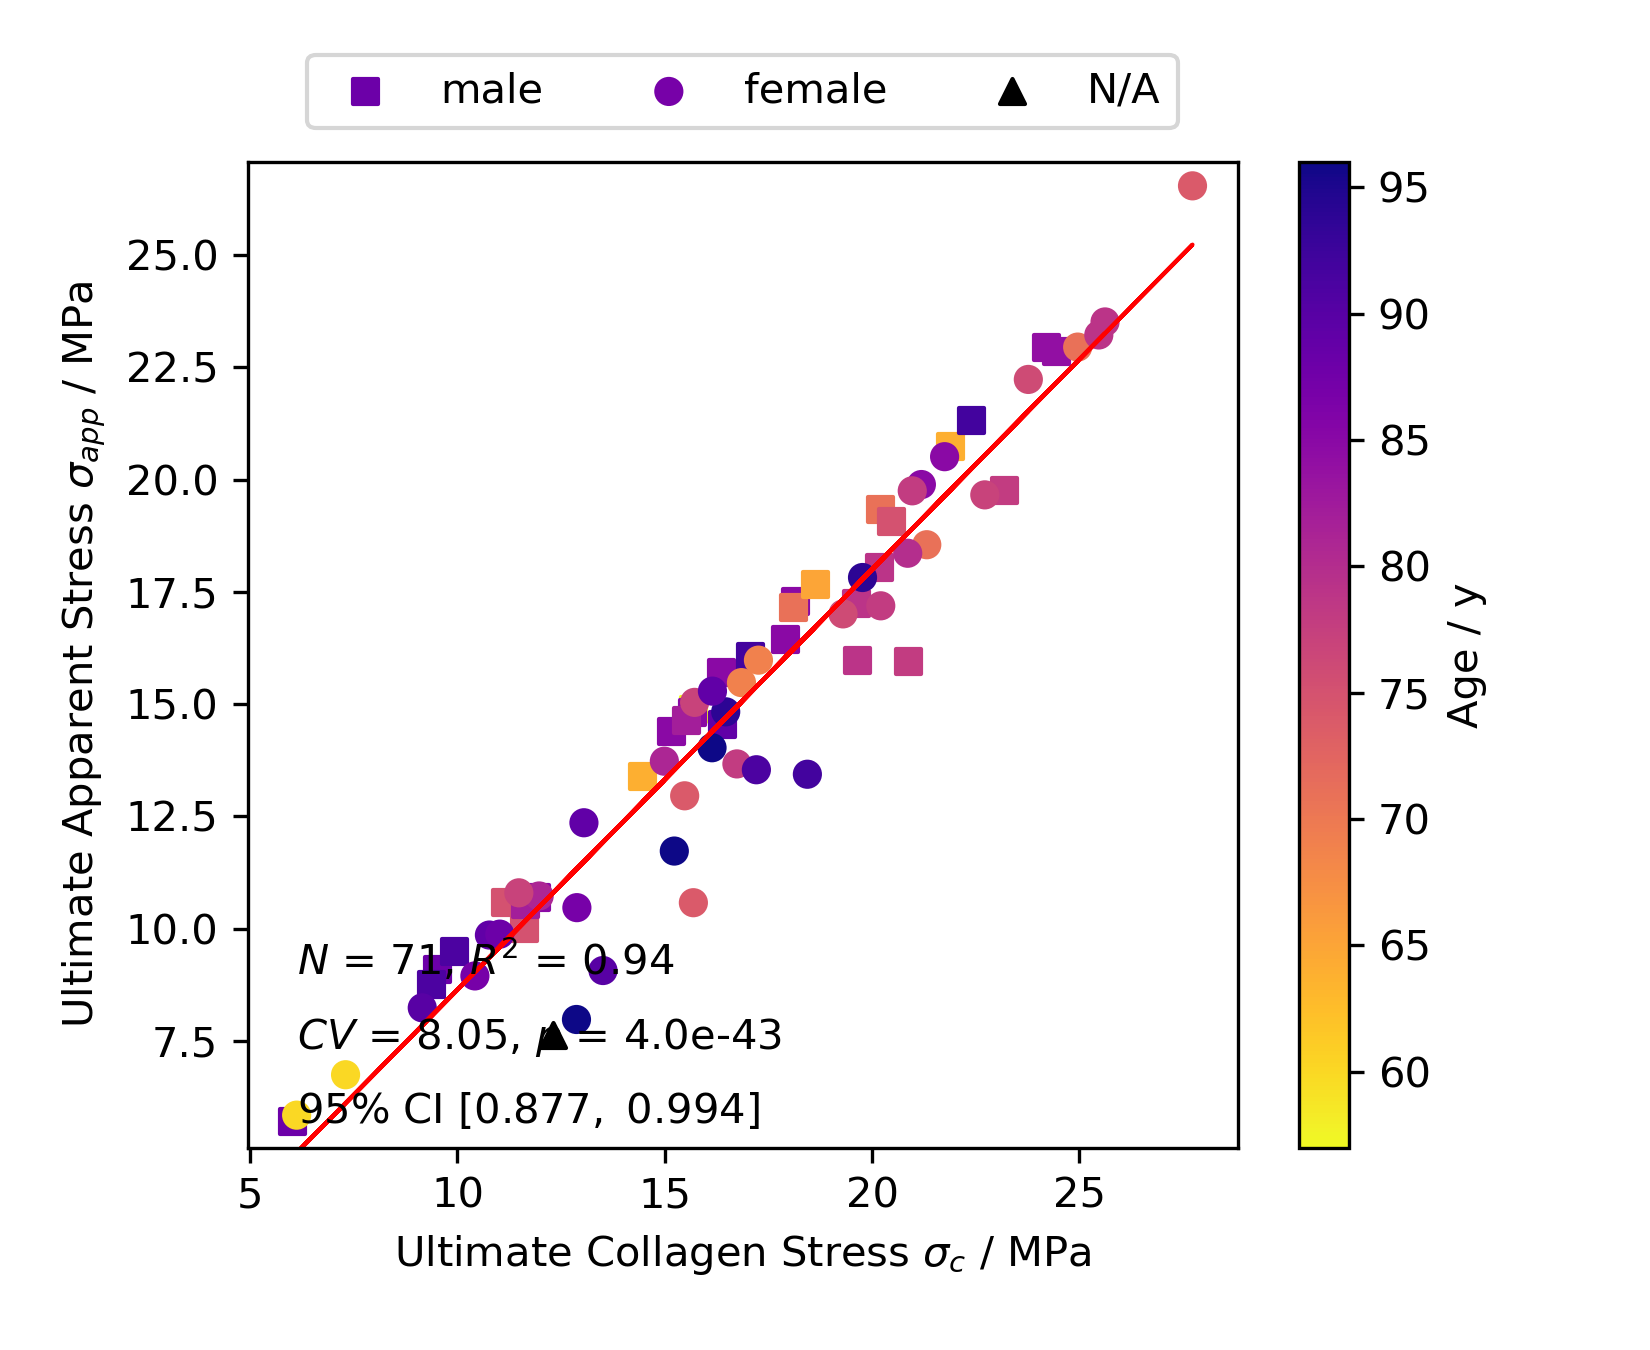 male female N/A
Ultimate Apparent Stress σapp / MPa
25.0
22.5
20.0
17.5
15.0
12.5
10.0
7.5
N = 71, R² = 0.94
CV = 8.05, p = 4.0e-43
95% CI [0.877, 0.994]
5 10 15 20 25
Ultimate Collagen Stress σc / MPa
95
90
85
80
75
70
65
60
Age / y